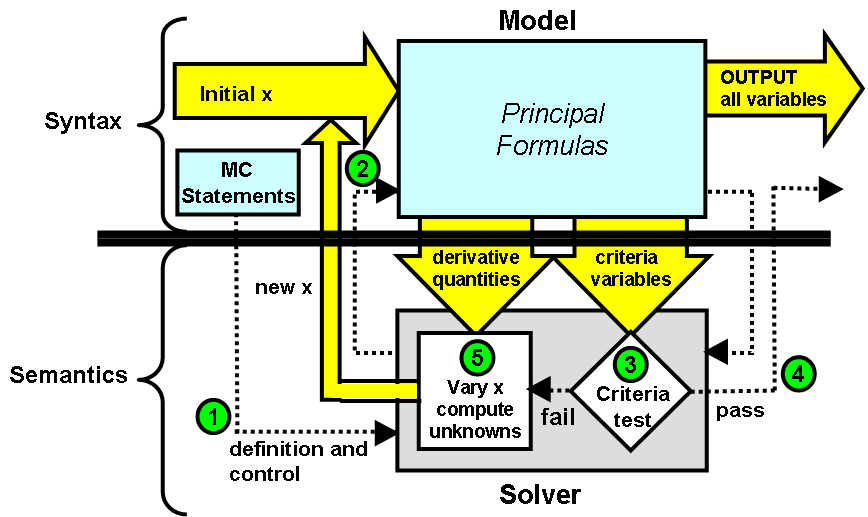 Model
Initial x
OUTPUT
all variables
Principal
Formulas
Syntax
2
MC
Statements
derivative
quantities
criteria
variables
new x
Semantics
5
3
4
Vary x
compute
unknowns
Criteria
test
fail
pass
1
definition and
control
Solver